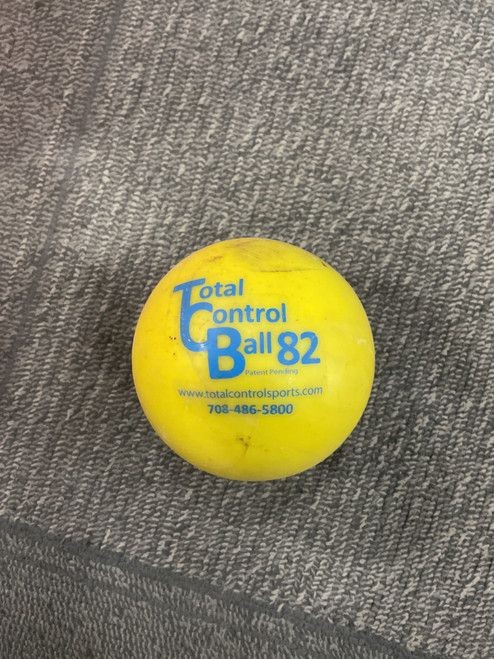 Total
Control
Ball 82
Patent Pending
www.totalcontrolsports.com
708-486-5800